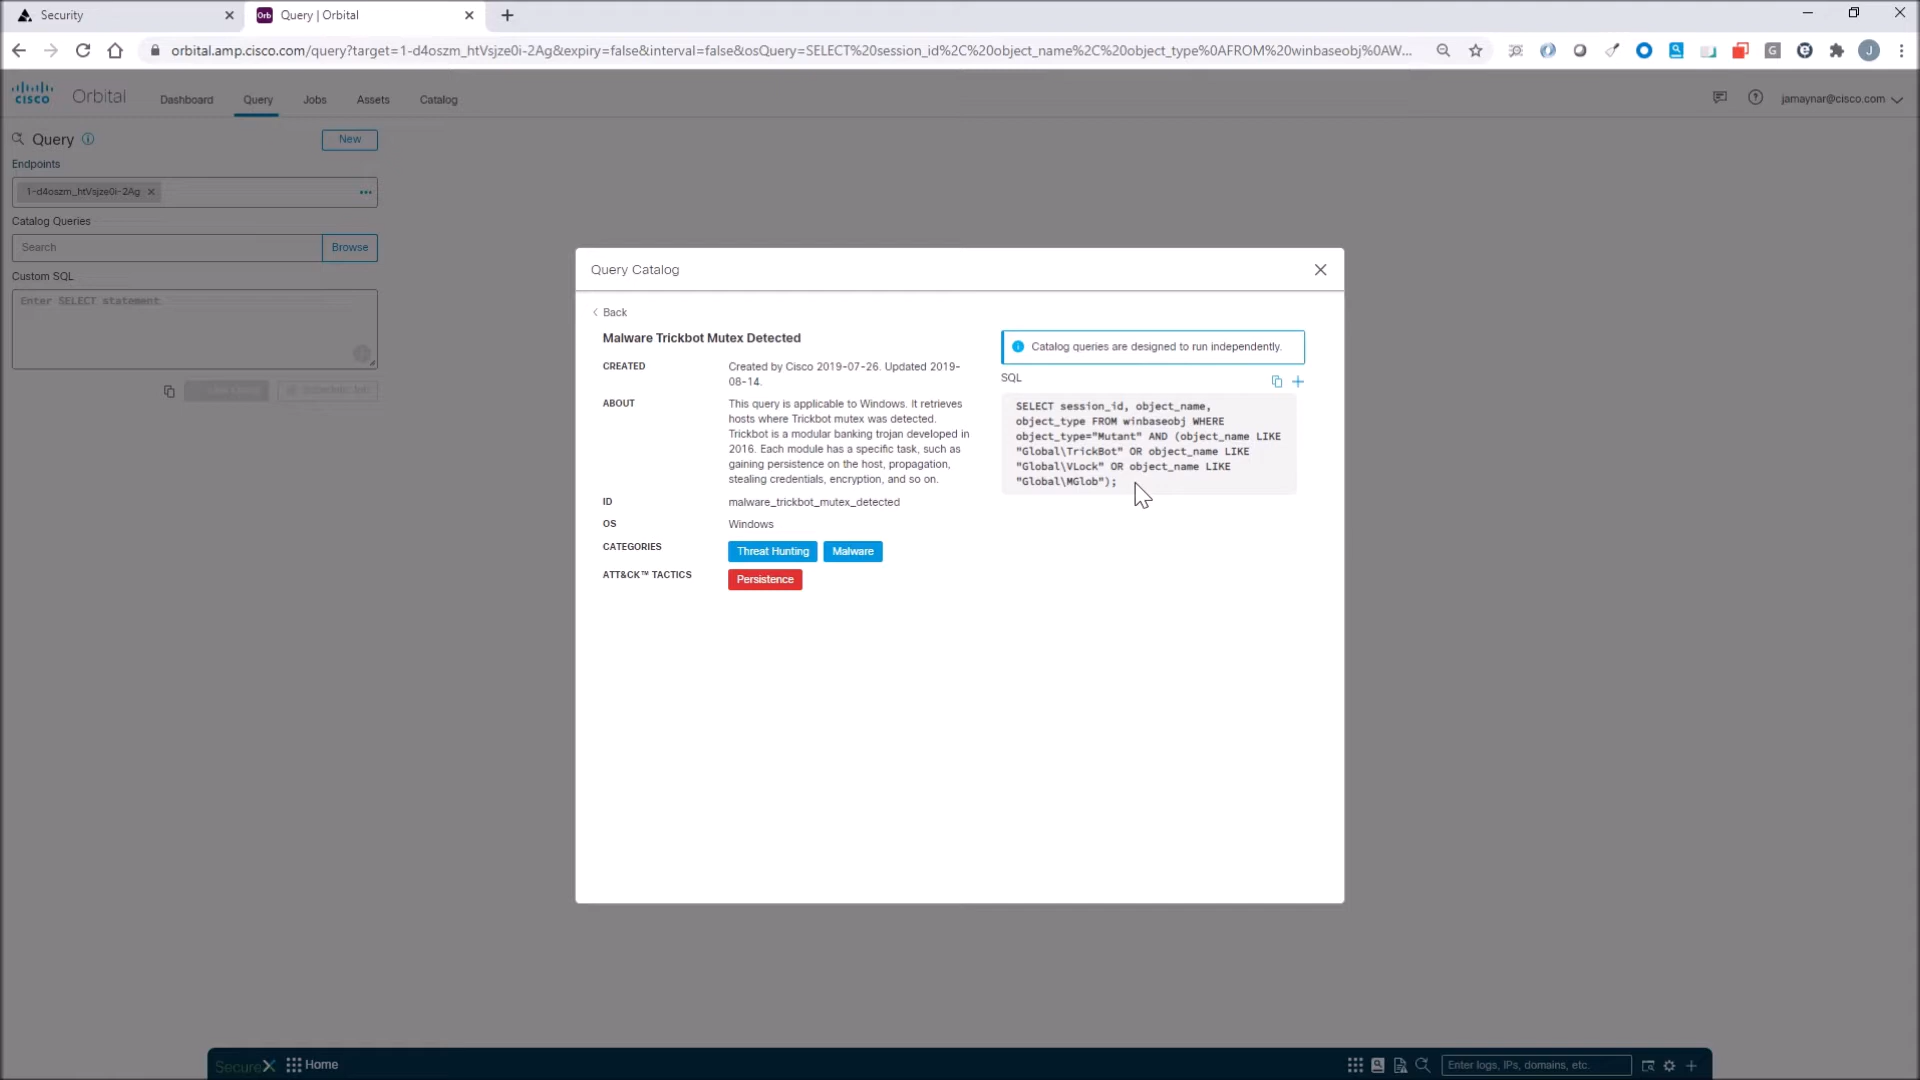 Security
Orb Query | Orbital
orbital.amp.cisco.com/query?target=1-d4oszm_htVsjze0i-2Ag&expiry=false&interval=false&osQuery=SELECT%20session_id%2C%20object_name%2C%20object_type%0AFROM%20winbaseobj%0AW...
G
J
cisco Orbital Dashboard Query Jobs Assets Catalog
jamaynar@cisco.com
Query
New
Endpoints
1-d4oszm_htVsjze0i-2Ag
Catalog Queries
Search
Browse
Custom SQL
Enter SELECT statement
Query Catalog
Back
Malware Trickbot Mutex Detected
CREATED
Created by Cisco 2019-07-26. Updated 2019-
08-14.
ABOUT
This query is applicable to Windows. It retrieves
hosts where Trickbot mutex was detected.
Trickbot is a modular banking trojan developed in
2016. Each module has a specific task, such as
gaining persistence on the host, propagation,
stealing credentials, encryption, and so on.
ID
malware_trickbot_mutex_detected
OS
Windows
CATEGORIES
Threat Hunting
Malware
ATT&CK™ TACTICS
Persistence
Catalog queries are designed to run independently.
SQL
SELECT session_id, object_name,
object_type FROM winbaseobj WHERE
object_type="Mutant" AND (object_name LIKE
"Global\TrickBot" OR object_name LIKE
"Global\VLock" OR object_name LIKE
"Global\MGlob");
SecureX
Home
Enter logs, IPs, domains, etc.